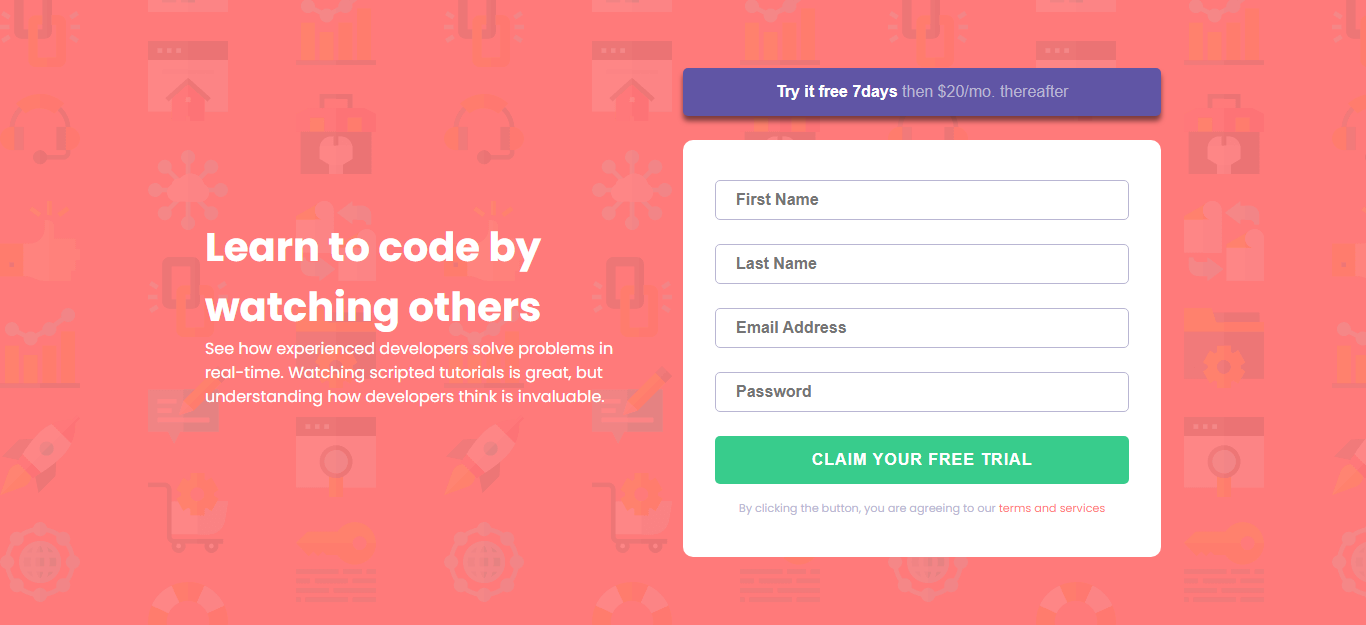 Learn to code by
watching others
See how experienced developers solve problems in
real-time. Watching scripted tutorials is great, but
understanding how developers think is invaluable.
Try it free 7days then $20/mo. thereafter
First Name
Last Name
Email Address
Password
CLAIM YOUR FREE TRIAL
By clicking the button, you are agreeing to our terms and services